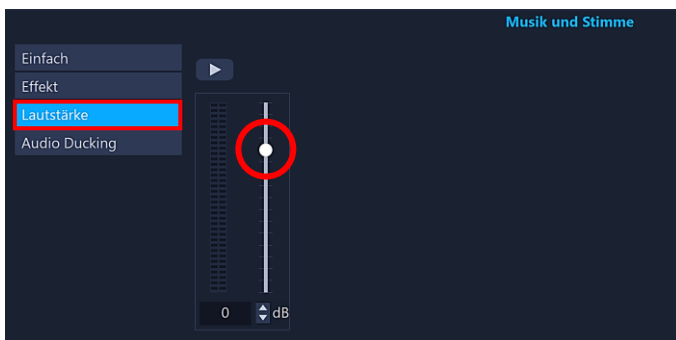 Musik und Stimme
Einfach
Effekt
Lautstärke
Audio Ducking
0 dB